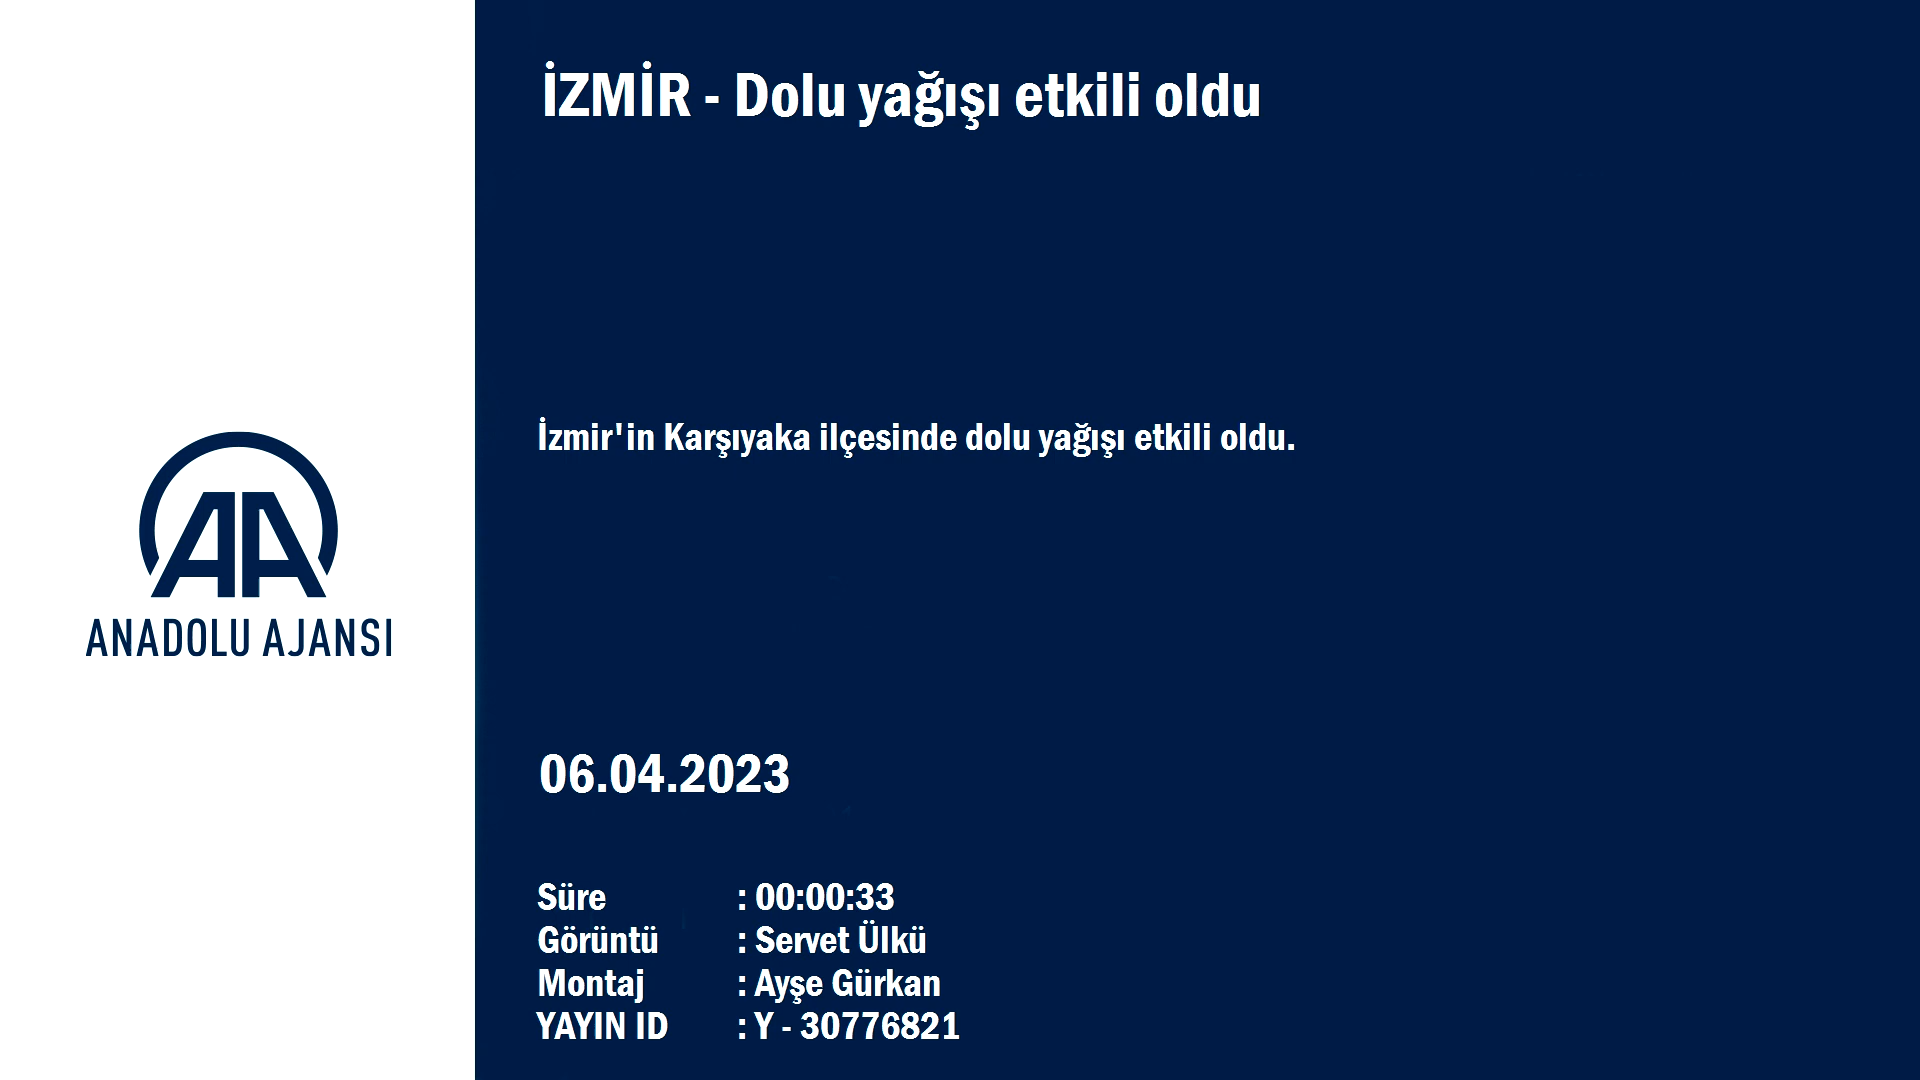 İZMİR - Dolu yağışı etkili oldu
İzmir'in Karşıyaka ilçesinde dolu yağışı etkili oldu.
AA
ANADOLU AJANSI
06.04.2023
Süre : 00:00:33
Görüntü : Servet Ülkü
Montaj : Ayşe Gürkan
YAYIN ID : Y - 30776821